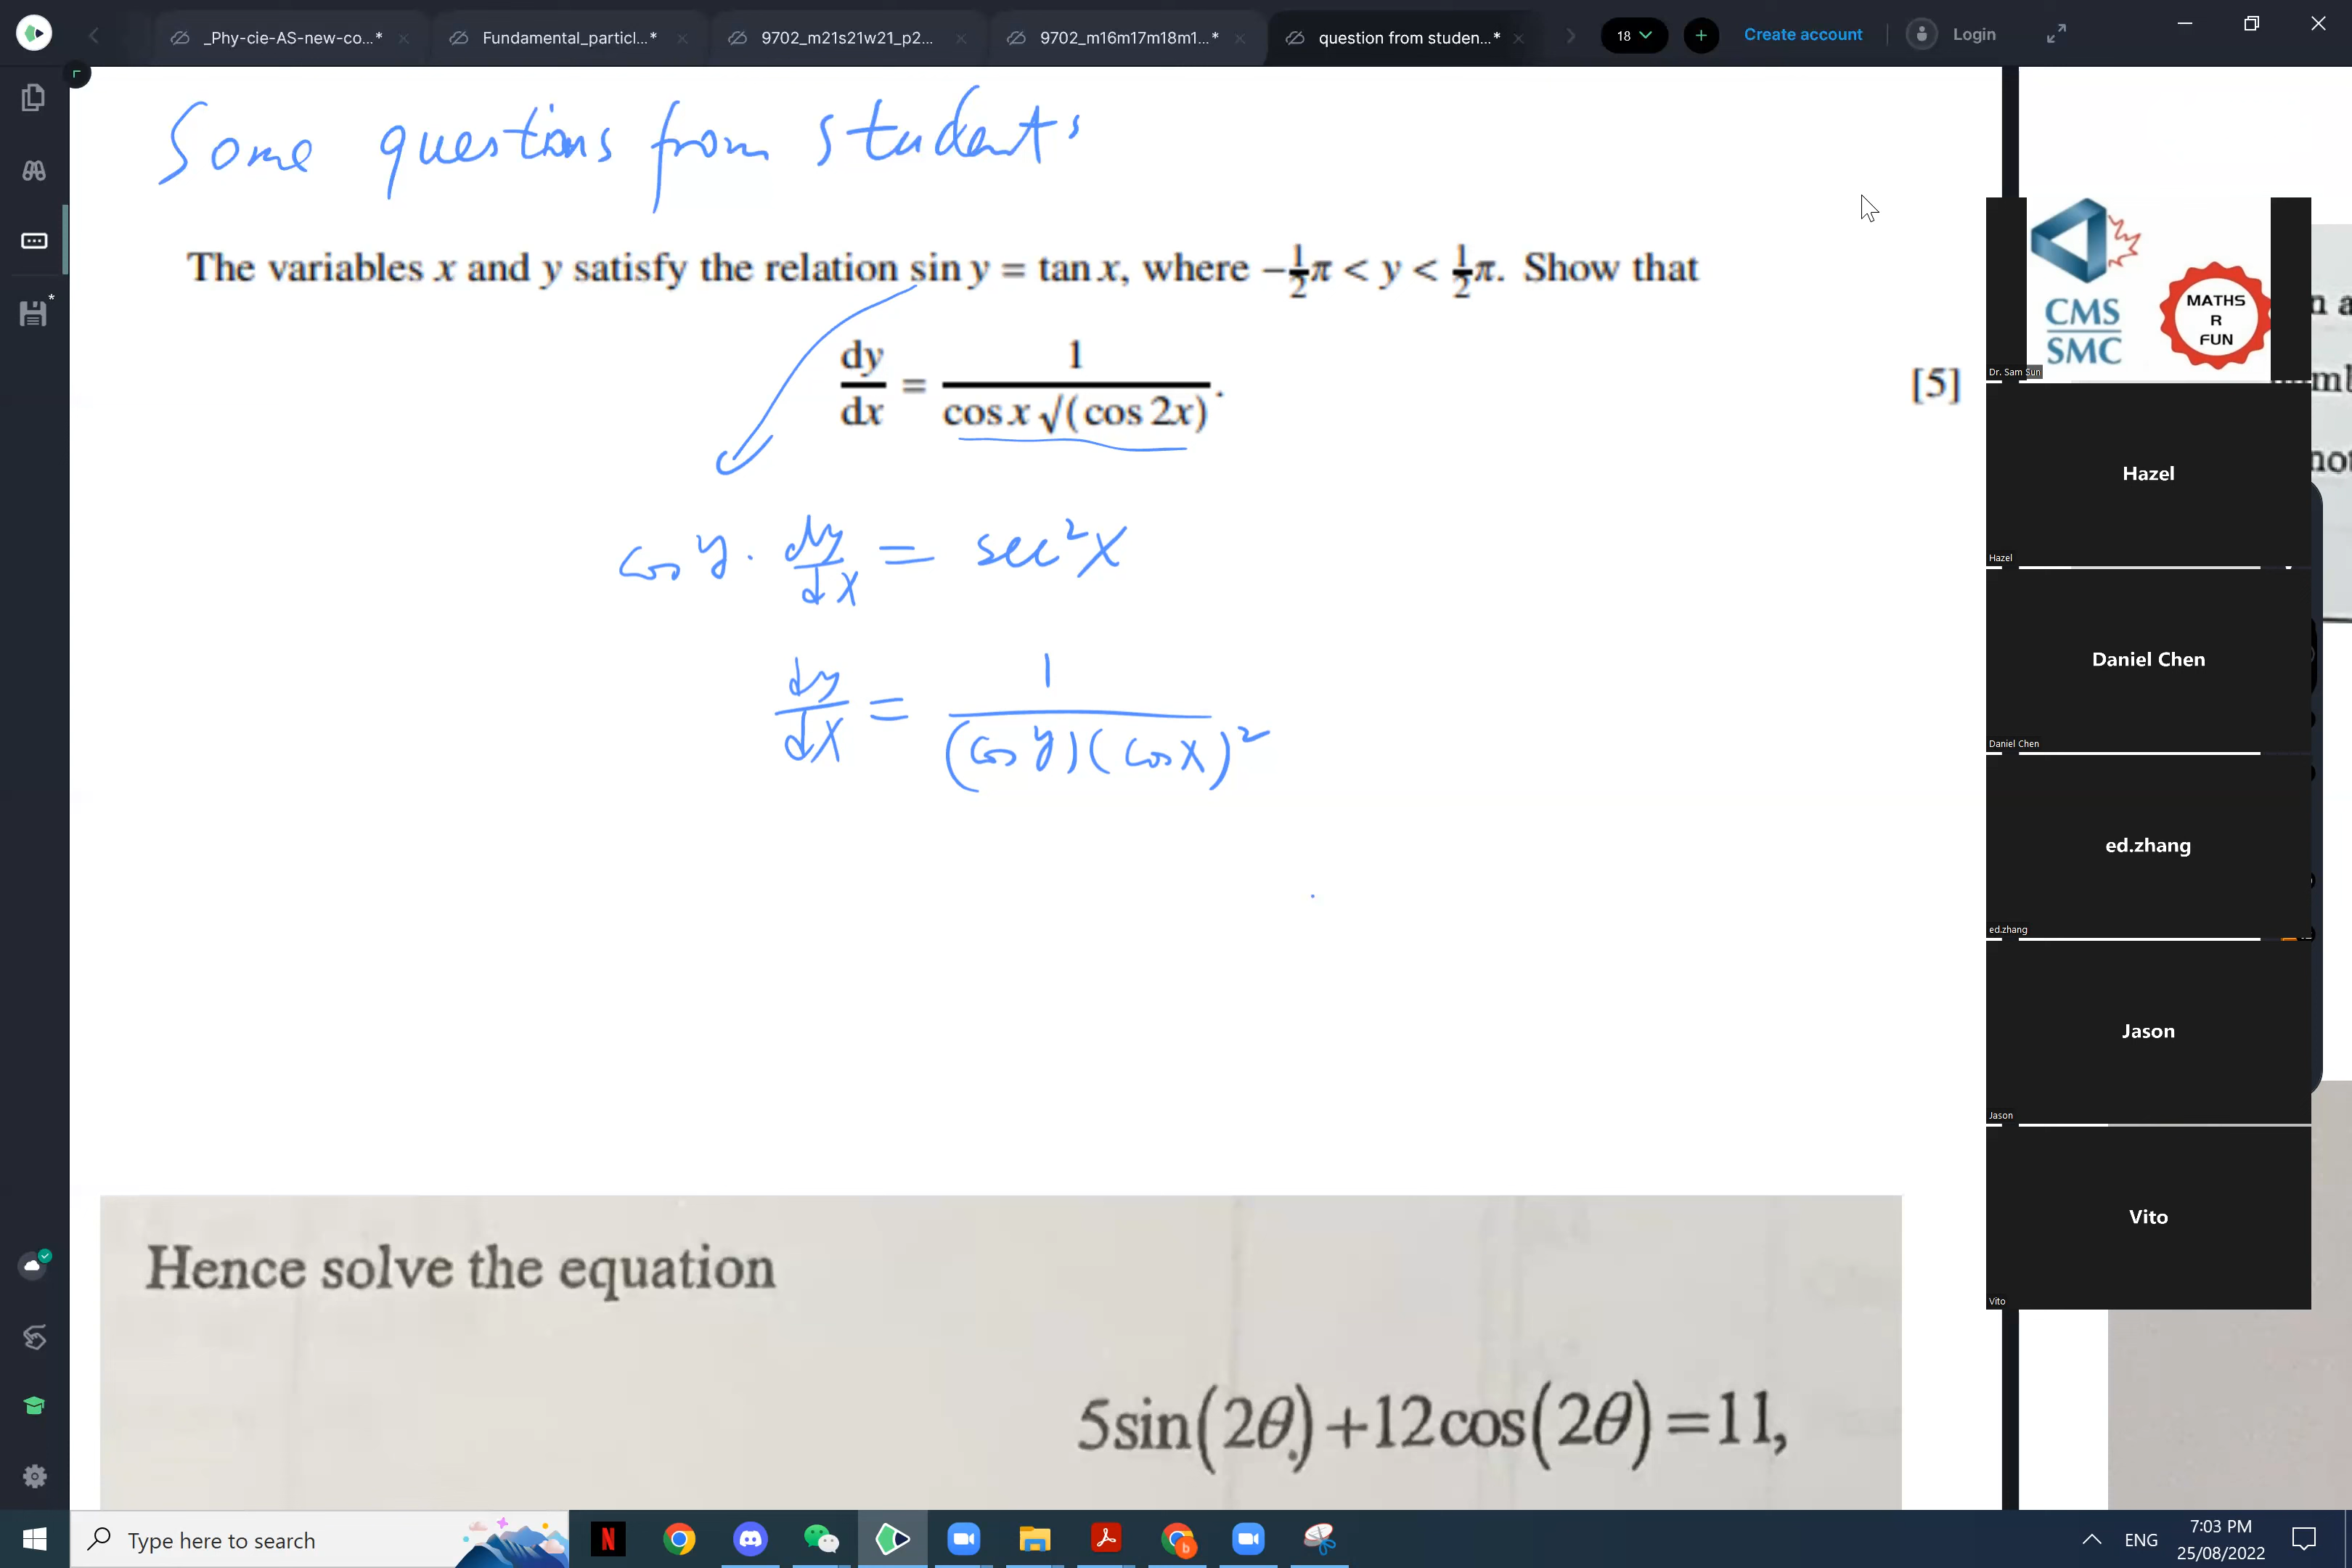 _Phy-cie-AS-new-co...*
Fundamental_particl...*
9702_m21s21w21_p2...
9702_m16m17m18m1...*
question from studen...*
18
Create account
Login
Some questions from students
The variables x and y satisfy the relation sin y = tan x, where −½π < y < ½π. Show that
dy/dx = 1/(cos x √(cos 2x)).
[5]
cos y · dy/dx = sec²x
dy/dx = 1/((cos y)(cos x)²)
Hence solve the equation
5sin(2θ)+12cos(2θ)=11,
CMS
SMC
MATHS
R
FUN
Dr. Sam Sun
Hazel
Hazel
Daniel Chen
Daniel Chen
ed.zhang
ed.zhang
Jason
Jason
Vito
Vito
Type here to search
ENG
7:03 PM
25/08/2022